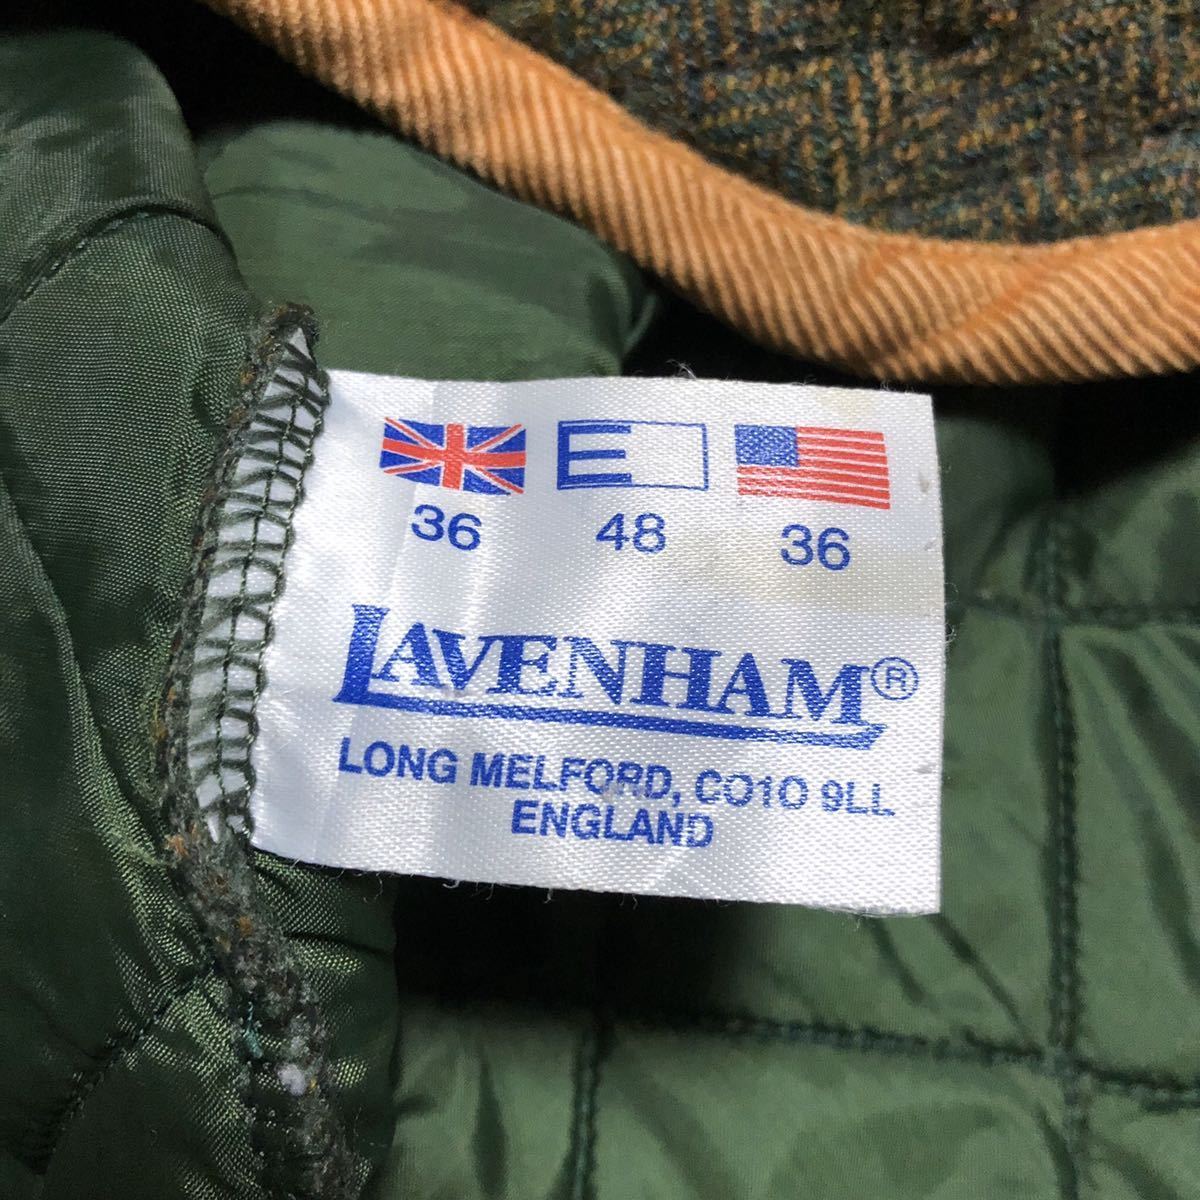 E
36 48 36
LAVENHAM®
LONG MELFORD, CO10 9LL
ENGLAND